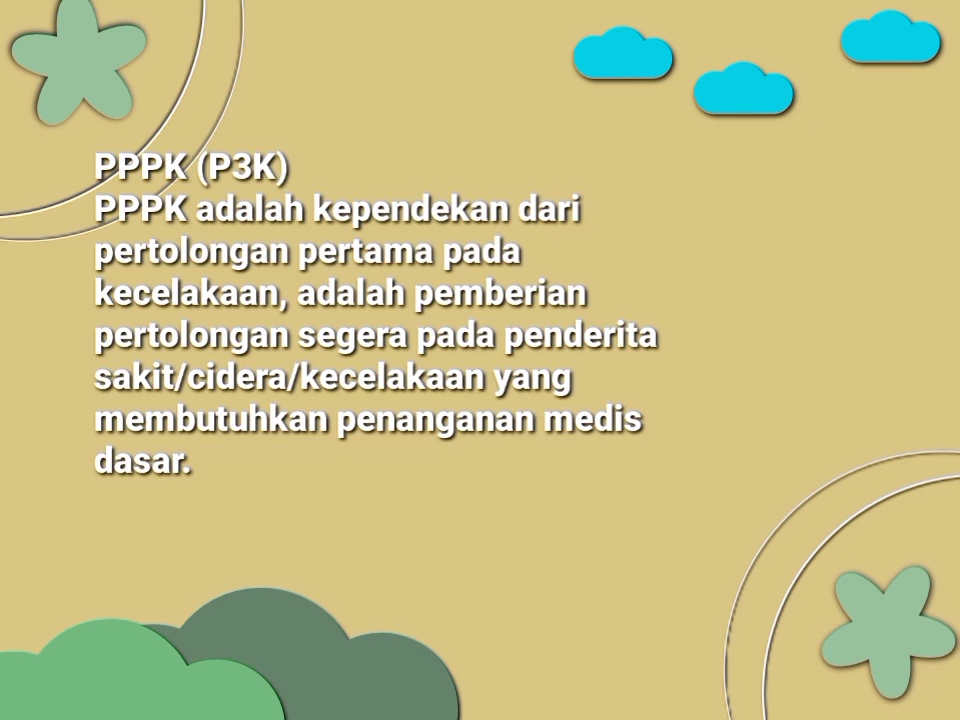 PPPK (P3K)
PPPK adalah kependekan dari
pertolongan pertama pada
kecelakaan, adalah pemberian
pertolongan segera pada penderita
sakit/cidera/kecelakaan yang
membutuhkan penanganan medis
dasar.